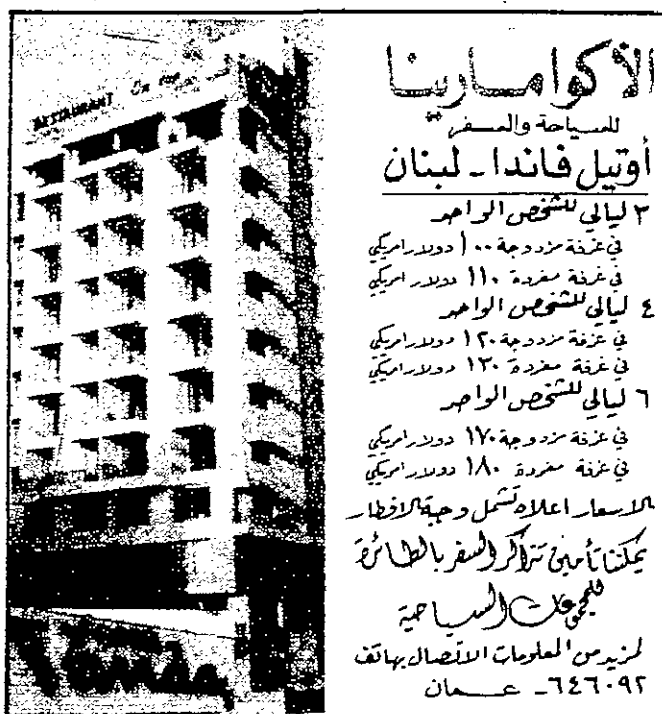 RESTAURANT On TOP
الأكوامارينا
للسياحة والسفر
أوتيل فاندا - لبنان
٣ ليالي للشخص الواحد
في غرفة مزدوجة ١٠٠ دولار امريكي
في غرفة مفردة ١١٠ دولار امريكي
٤ ليالي للشخص الواحد
في غرفة مزدوجة ١٢٠ دولار امريكي
في غرفة مفردة ١٣٠ دولار امريكي
٦ ليالي للشخص الواحد
في غرفة مزدوجة ١٧٠ دولار امريكي
في غرفة مفردة ١٨٠ دولار امريكي
الاسعار اعلاه تشمل وجبة الافطار
يمكننا تأمين تذاكر السفر بالطائرة
للمجموعات السياحية
لمزيد من المعلومات الاتصال بهاتف
٦٤٦٠٩٢ - عمان